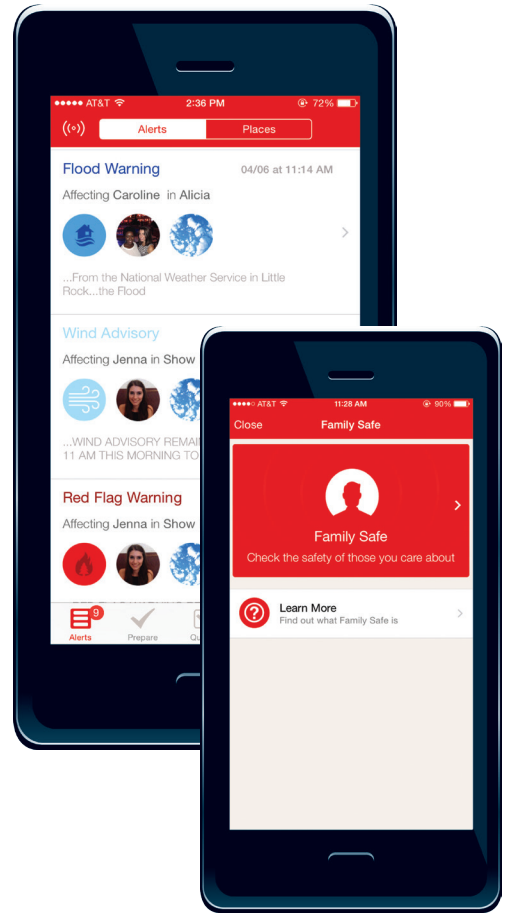 AT&T 2:36 PM 72%
Alerts Places
Flood Warning 04/06 at 11:14 AM
Affecting Caroline in Alicia
...From the National Weather Service in Little
Rock...the Flood
Wind Advisory
Affecting Jenna in Show
...WIND ADVISORY REMAI
11 AM THIS MORNING TO
Red Flag Warning
Affecting Jenna in Show
9
Alerts Prepare Qu
AT&T 11:28 AM 90%
Close Family Safe
Family Safe
Check the safety of those you care about
? Learn More
Find out what Family Safe is